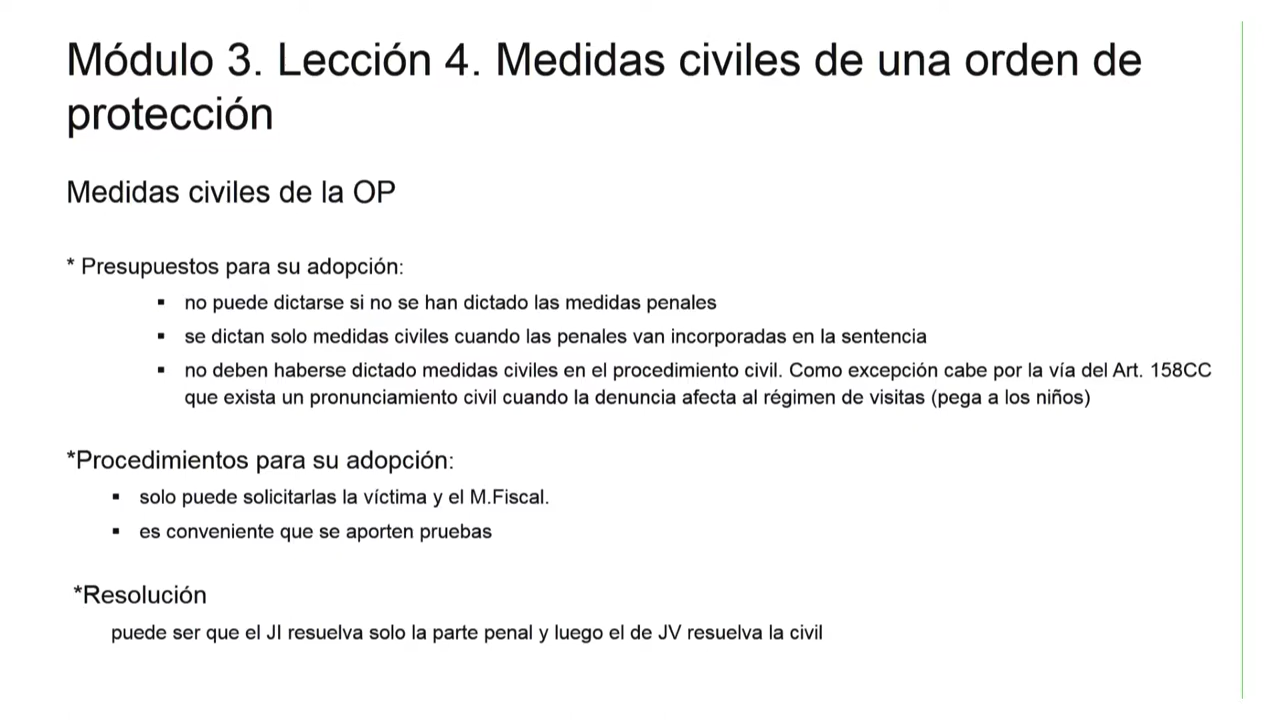 Módulo 3. Lección 4. Medidas civiles de una orden de
protección
Medidas civiles de la OP
* Presupuestos para su adopción:
▪ no puede dictarse si no se han dictado las medidas penales
▪ se dictan solo medidas civiles cuando las penales van incorporadas en la sentencia
▪ no deben haberse dictado medidas civiles en el procedimiento civil. Como excepción cabe por la vía del Art. 158CC
que exista un pronunciamiento civil cuando la denuncia afecta al régimen de visitas (pega a los niños)
*Procedimientos para su adopción:
▪ solo puede solicitarlas la víctima y el M.Fiscal.
▪ es conveniente que se aporten pruebas
*Resolución
puede ser que el JI resuelva solo la parte penal y luego el de JV resuelva la civil